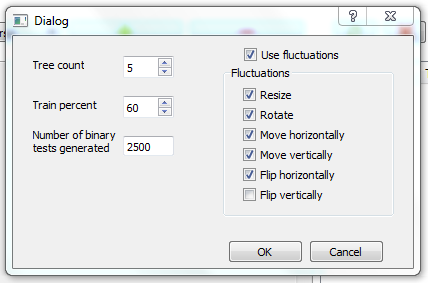 Dialog
Tree count
5
Train percent
60
Number of binary
tests generated
2500
Use fluctuations
Fluctuations
Resize
Rotate
Move horizontally
Move vertically
Flip horizontally
Flip vertically
OK
Cancel